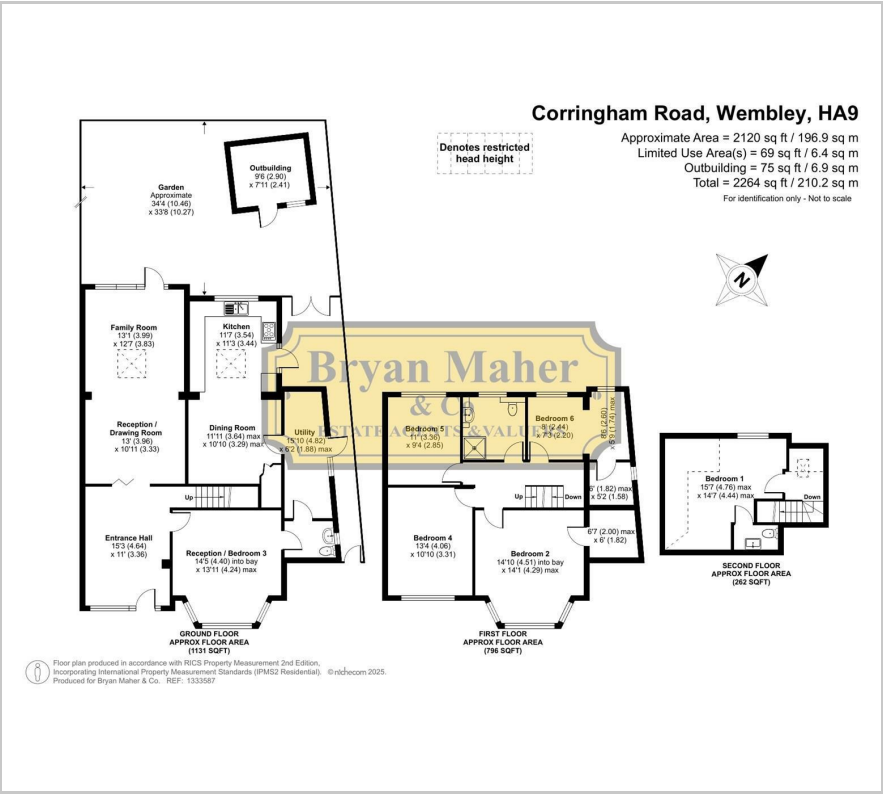 Corringham Road, Wembley, HA9
Approximate Area = 2120 sq ft / 196.9 sq m
Limited Use Area(s) = 69 sq ft / 6.4 sq m
Outbuilding = 75 sq ft / 6.9 sq m
Total = 2264 sq ft / 210.2 sq m
For identification only - Not to scale
Denotes restricted
head height
N
Outbuilding
9'6 (2.90)
x 7'11 (2.41)
Garden
Approximate
34'4 (10.46)
x 33'8 (10.27)
Family Room
13'1 (3.99)
x 12'7 (3.83)
Kitchen
11'7 (3.54)
x 11'3 (3.44)
Reception /
Drawing Room
13' (3.96)
x 10'11 (3.33)
Dining Room
11'11 (3.64) max
x 10'10 (3.29) max
Utility
15'10 (4.82)
x 6'2 (1.88) max
Up
Entrance Hall
15'3 (4.64)
x 11' (3.36)
Reception / Bedroom 3
14'5 (4.40) into bay
x 13'11 (4.24) max
GROUND FLOOR
APPROX FLOOR AREA
(1131 SQFT)
Bryan Maher
& Co
ESTATE AGENTS & VALUERS
Bedroom 5
11' (3.36)
x 9'4 (2.85)
Bedroom 6
8' (2.44)
x 7'3 (2.20)
8'6 (2.60)
x 5'9 (1.74) max
6' (1.82) max
x 5'2 (1.58)
Up
Down
6'7 (2.00) max
x 6' (1.82)
Bedroom 4
13'4 (4.06)
x 10'10 (3.31)
Bedroom 2
14'10 (4.51) into bay
x 14'1 (4.29) max
FIRST FLOOR
APPROX FLOOR AREA
(796 SQFT)
Bedroom 1
15'7 (4.76) max
x 14'7 (4.44) max
Down
SECOND FLOOR
APPROX FLOOR AREA
(262 SQFT)
Floor plan produced in accordance with RICS Property Measurement 2nd Edition,
Incorporating International Property Measurement Standards (IPMS2 Residential). © ntchecom 2025.
Produced for Bryan Maher & Co. REF: 1333587